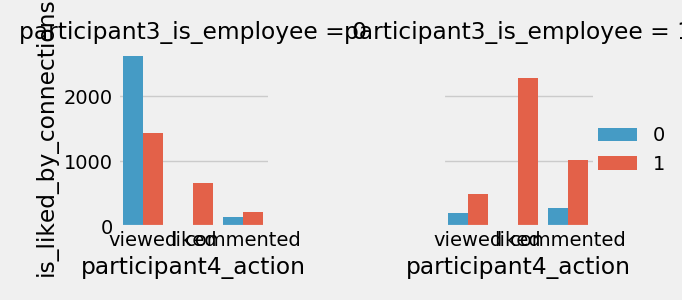 participant3_is_employee = 0
participant3_is_employee = 1
is_liked_by_connections
2000
1000
0
viewed
liked
commented
participant4_action
viewed
liked
commented
participant4_action
0
1